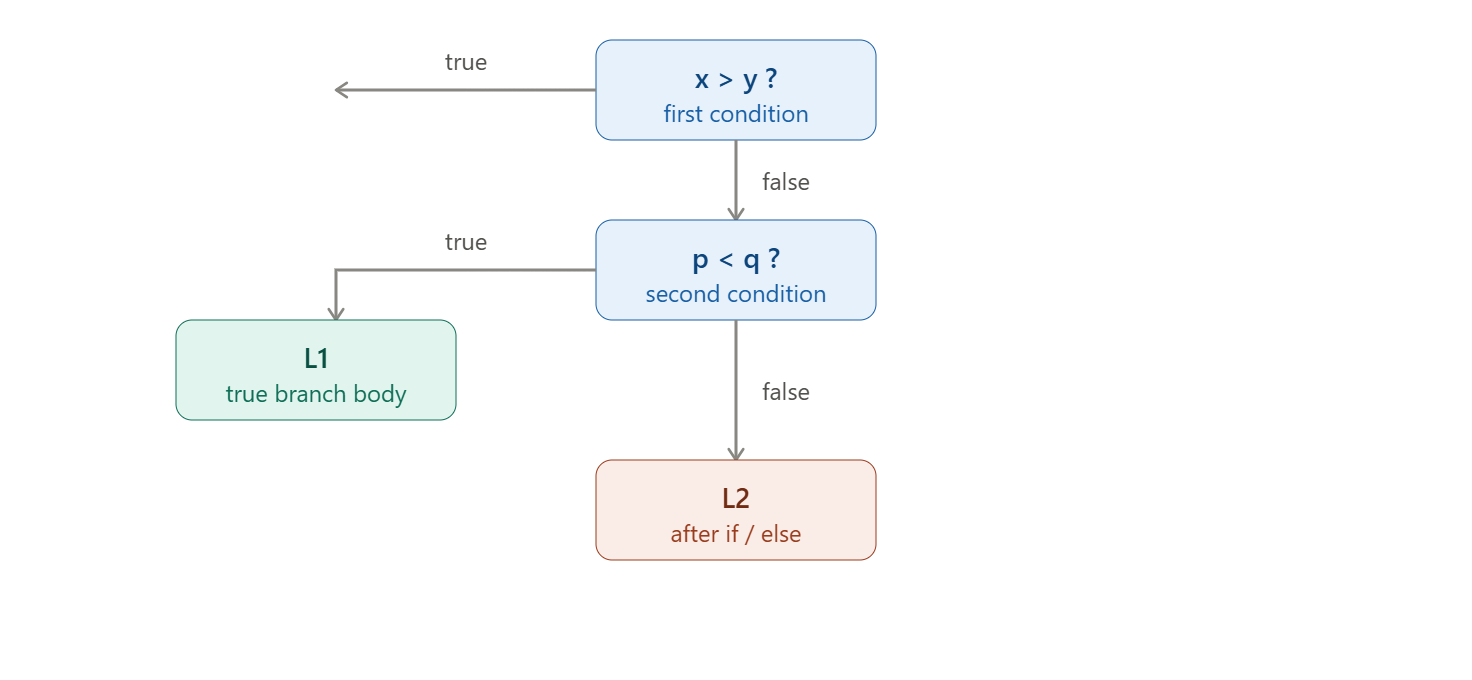 true
x > y ?
first condition
false
true
p < q ?
second condition
L1
true branch body
false
L2
after if / else